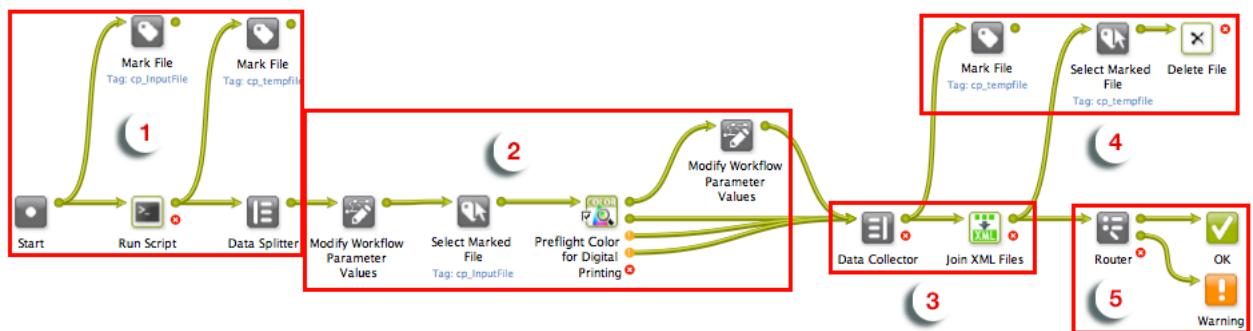 Mark File
Tag: cp_InputFile
Mark File
Tag: cp_tempfile
1
Start
Run Script
Data Splitter
2
Modify Workflow
Parameter
Values
Select Marked
File
Tag: cp_InputFile
COLOR
Preflight Color
for Digital
Printing
Modify Workflow
Parameter
Values
Data Collector
XML
Join XML Files
3
Mark File
Tag: cp_tempfile
Select Marked
File
Tag: cp_tempfile
Delete File
4
Router
OK
Warning
5